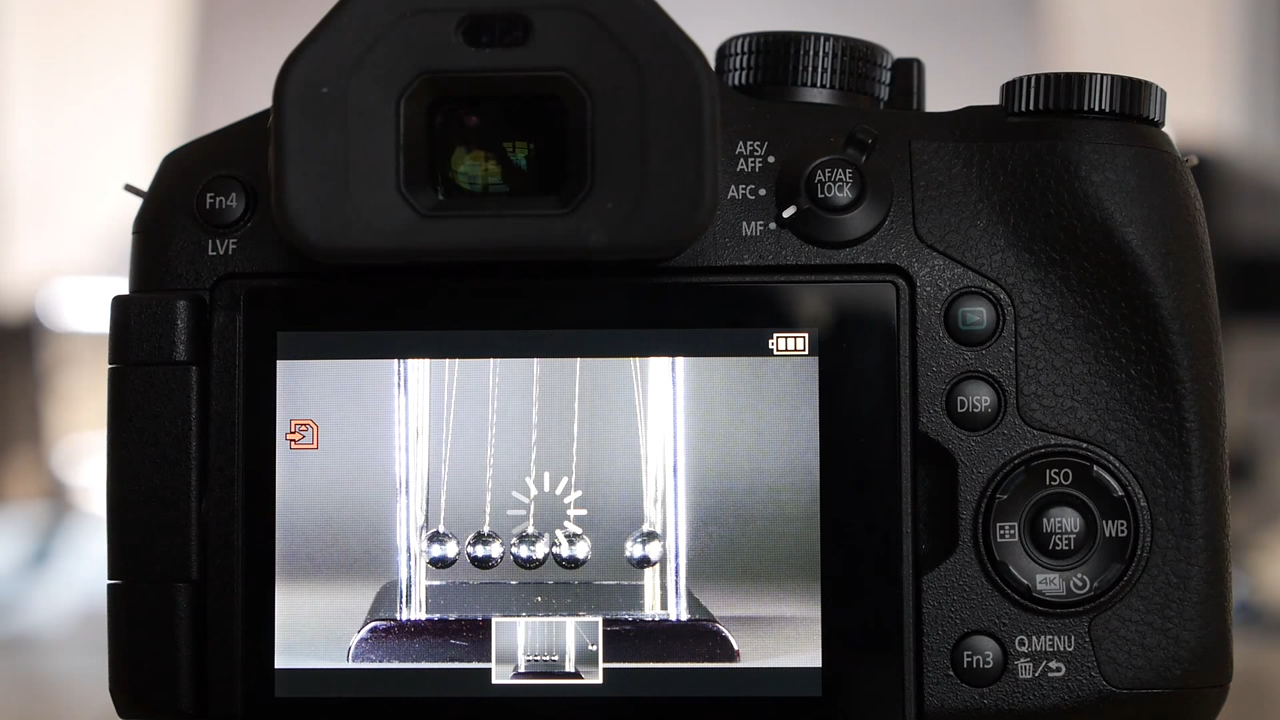 AFS/
AFF
AFC
MF
AF/AE
LOCK
Fn4
LVF
DISP.
ISO
MENU
/SET
WB
4K
Fn3
Q.MENU